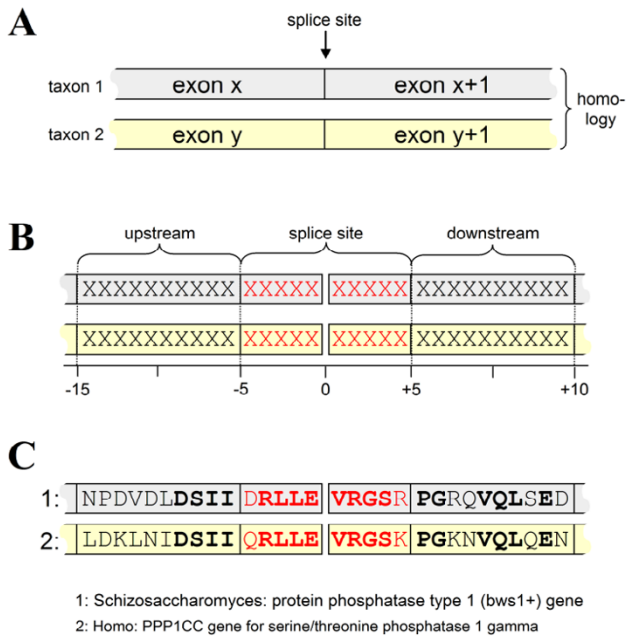 A
splice site
taxon 1 exon x exon x+1
homo-
logy
taxon 2 exon y exon y+1
B
upstream splice site downstream
XXXXXXXXXX XXXXX XXXXX XXXXXXXXXX
XXXXXXXXXX XXXXX XXXXX XXXXXXXXXX
-15 -5 0 +5 +10
C
1: NPDVDLDSII DRLLE VRGSR PGRQVQLSED
2: LDKLNIDSII QRLLE VRGSK PGKNVQLQEN
1: Schizosaccharomyces: protein phosphatase type 1 (bws1+) gene
2: Homo: PPP1CC gene for serine/threonine phosphatase 1 gamma